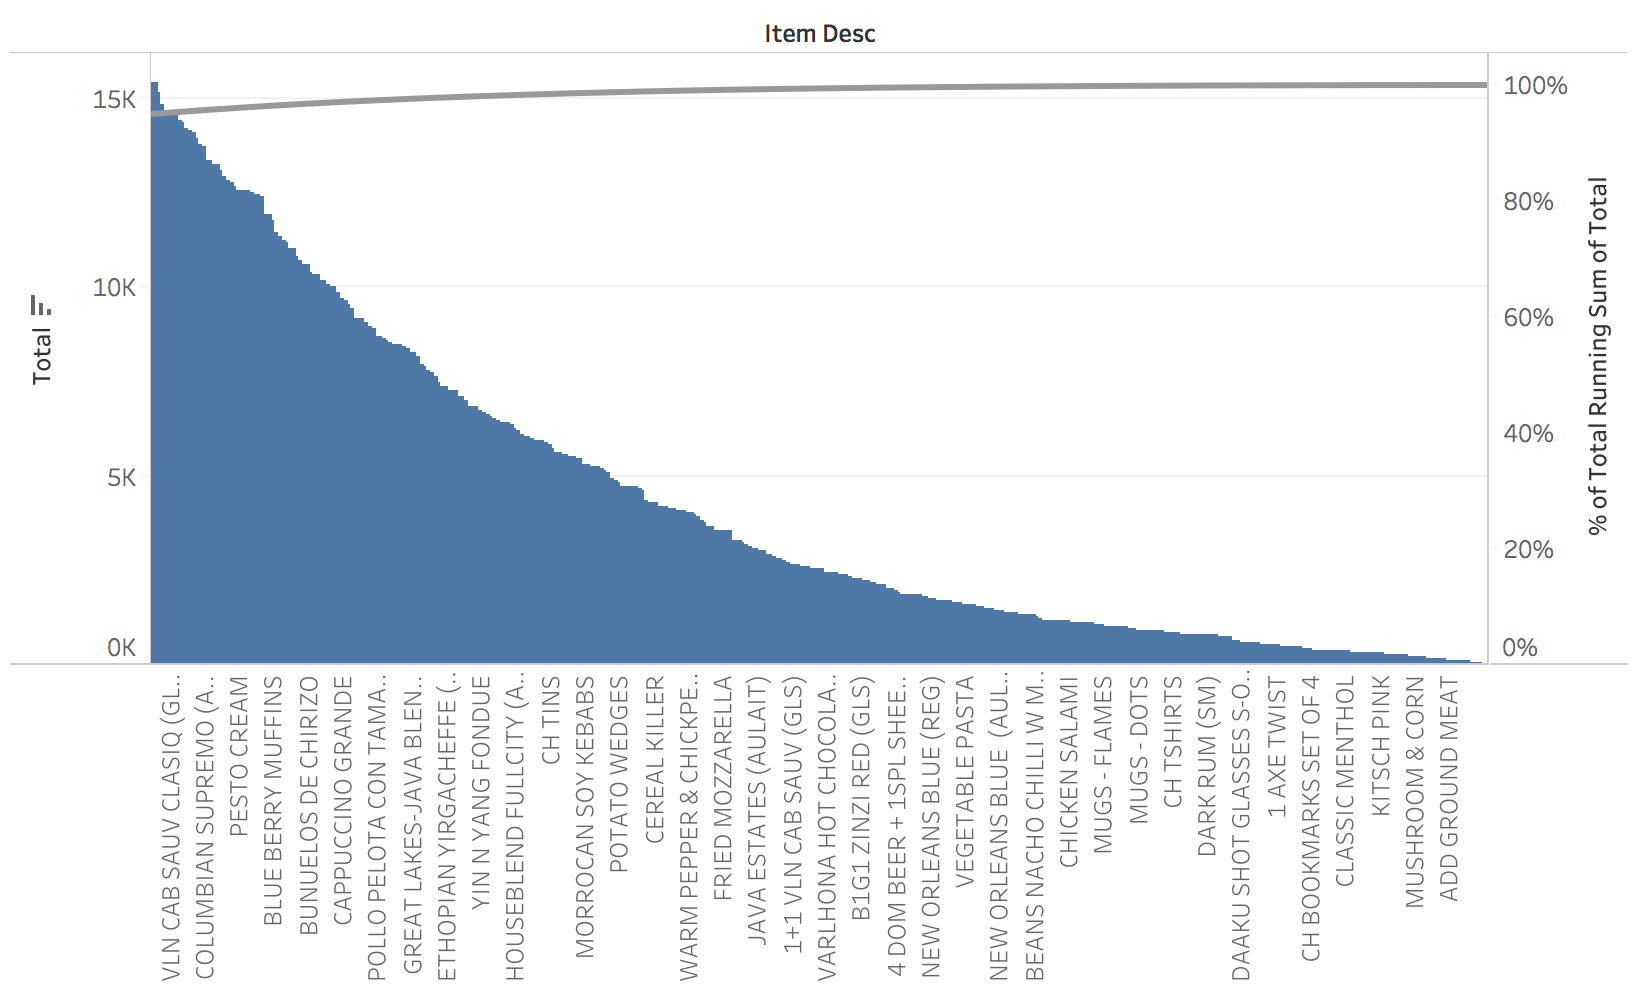 Item Desc
15K
10K
5K
0K
Total
100%
80%
60%
40%
20%
0%
% of Total Running Sum of Total
VLN CAB SAUV CLASIQ (GL..
COLUMBIAN SUPREMO (A..
PESTO CREAM
BLUE BERRY MUFFINS
BUNUELOS DE CHIRIZO
CAPPUCCINO GRANDE
POLLO PELOTA CON TAMA..
GREAT LAKES-JAVA BLEN..
ETHOPIAN YIRGACHEFFE (..
YIN N YANG FONDUE
HOUSEBLEND FULLCITY (A..
CH TINS
MORROCAN SOY KEBABS
POTATO WEDGES
CEREAL KILLER
WARM PEPPER & CHICKPE..
FRIED MOZZARELLA
JAVA ESTATES (AULAIT)
1+1 VLN CAB SAUV (GLS)
VARLHONA HOT CHOCOLA..
B1G1 ZINZI RED (GLS)
4 DOM BEER + 1SPL SHEE..
NEW ORLEANS BLUE (REG)
VEGETABLE PASTA
NEW ORLEANS BLUE (AUL..
BEANS NACHO CHILLI W M..
CHICKEN SALAMI
MUGS - FLAMES
MUGS - DOTS
CH TSHIRTS
DARK RUM (SM)
DAAKU SHOT GLASSES S-O..
1 AXE TWIST
CH BOOKMARKS SET OF 4
CLASSIC MENTHOL
KITSCH PINK
MUSHROOM & CORN
ADD GROUND MEAT